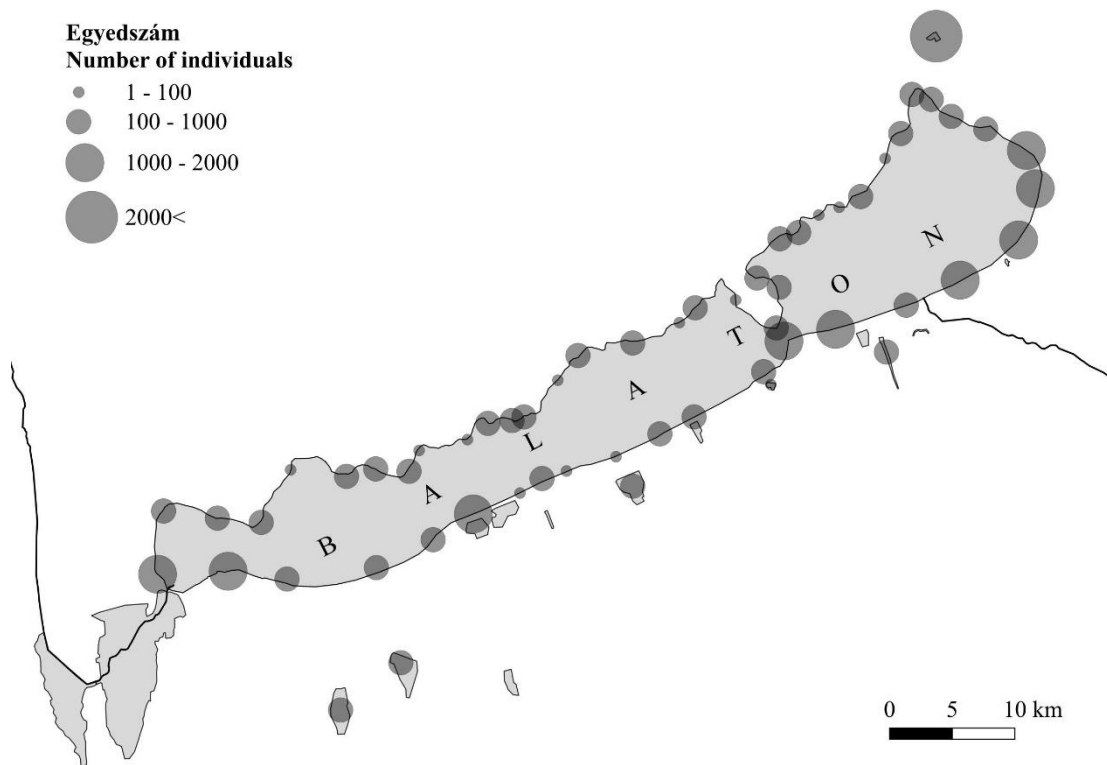 Egyedszám
Number of individuals
1 - 100
100 - 1000
1000 - 2000
2000<
B A L A T O N
0 5 10 km